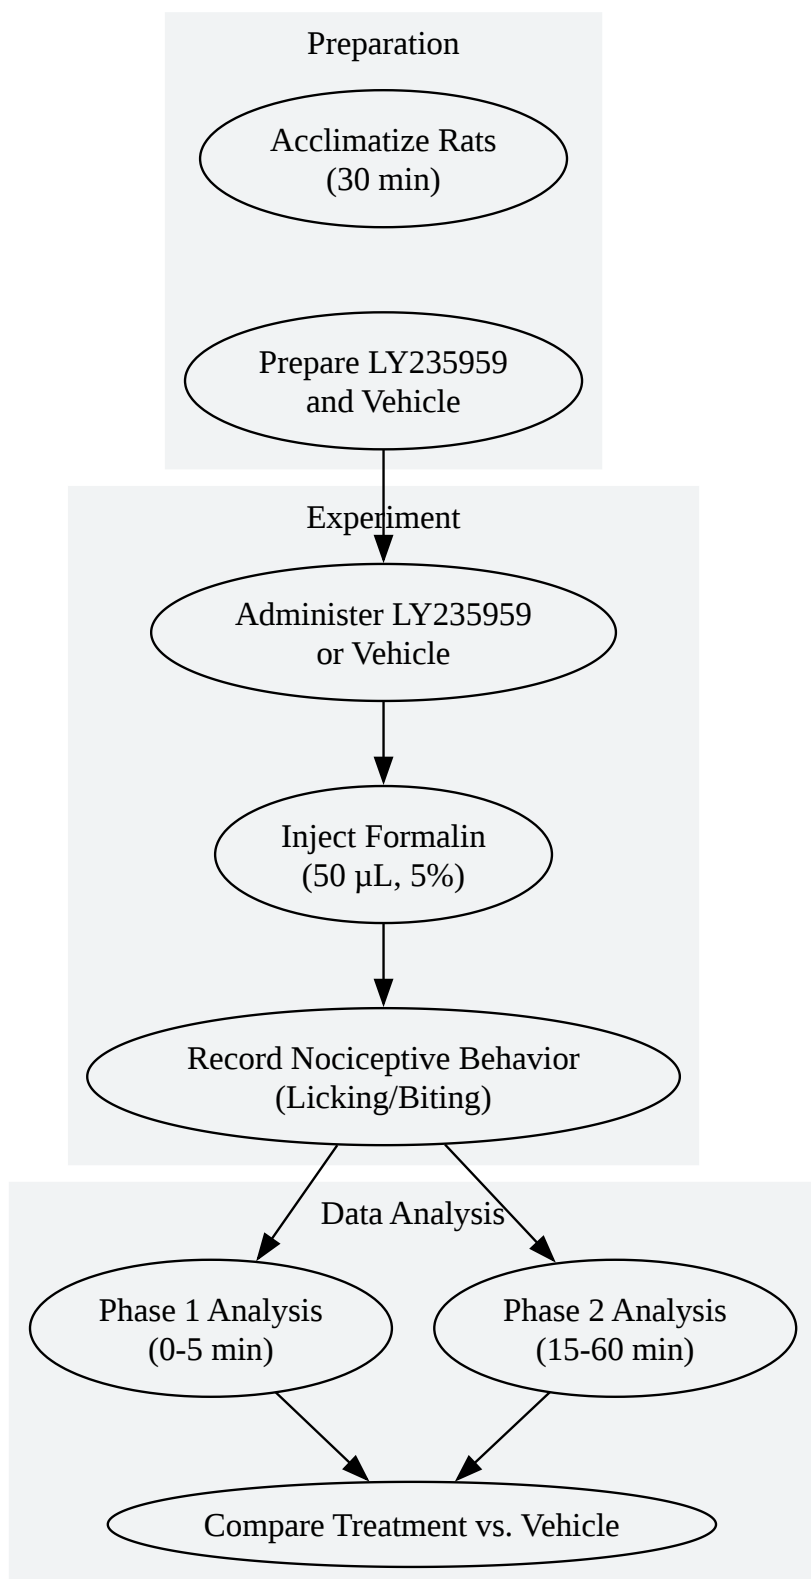 Preparation
Acclimatize Rats
(30 min)
Prepare LY235959
and Vehicle
Experiment
Administer LY235959
or Vehicle
Inject Formalin
(50 µL, 5%)
Record Nociceptive Behavior
(Licking/Biting)
Data Analysis
Phase 1 Analysis
(0-5 min)
Phase 2 Analysis
(15-60 min)
Compare Treatment vs. Vehicle